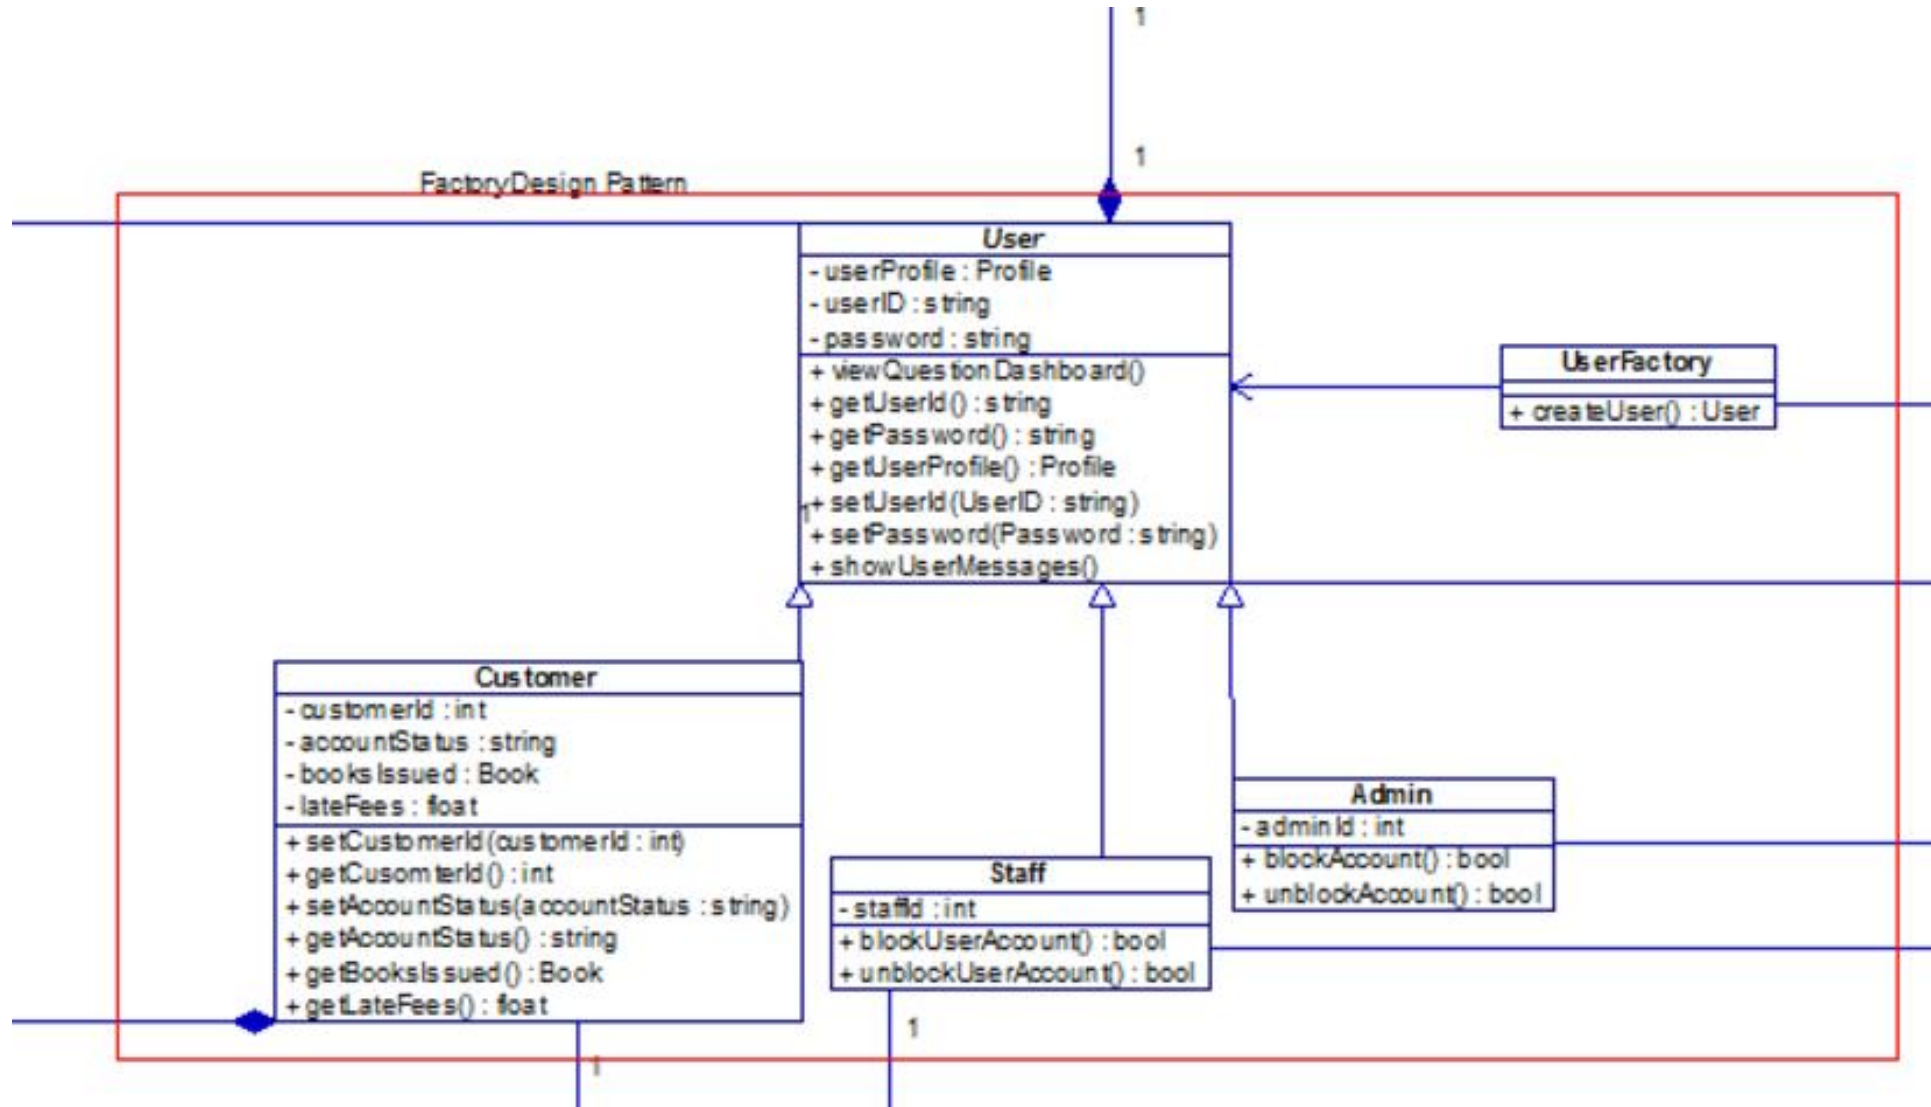 1
1
FactoryDesign Pattern
User
- userProfile : Profile
- userID : string
- password : string
+ viewQuestionDashboard()
+ getUserId() : string
+ getPassword() : string
+ getUserProfile() : Profile
+ setUserId(UserID : string)
1
+ setPassword(Password : string)
+ showUserMessages()
UserFactory
+ createUser() : User
Customer
- customerId : int
- accountStatus : string
- booksIssued : Book
- lateFees : float
+ setCustomerId(customerId : int)
+ getCusomterId() : int
+ setAccountStatus(accountStatus : string)
+ getAccountStatus() : string
+ getBooksIssued() : Book
+ getLateFees() : float
1
Staff
- staffId : int
+ blockUserAccount() : bool
+ unblockUserAccount() : bool
1
Admin
- adminId : int
+ blockAccount() : bool
+ unblockAccount() : bool